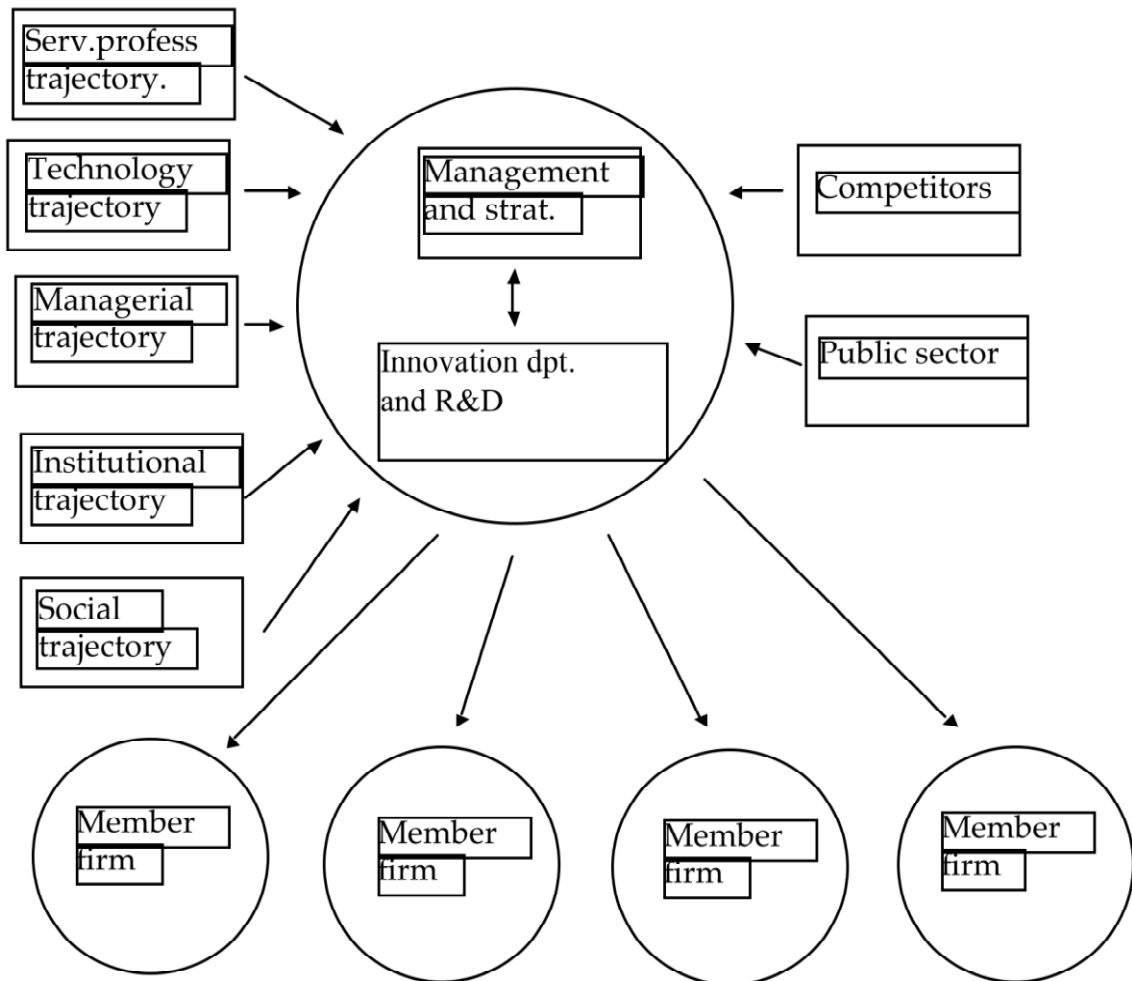 Serv.profess
trajectory.
Technology
trajectory
Managerial
trajectory
Institutional
trajectory
Social
trajectory
Management
and strat.
Innovation dpt.
and R&D
Competitors
Public sector
Member
firm
Member
firm
Member
firm
Member
firm